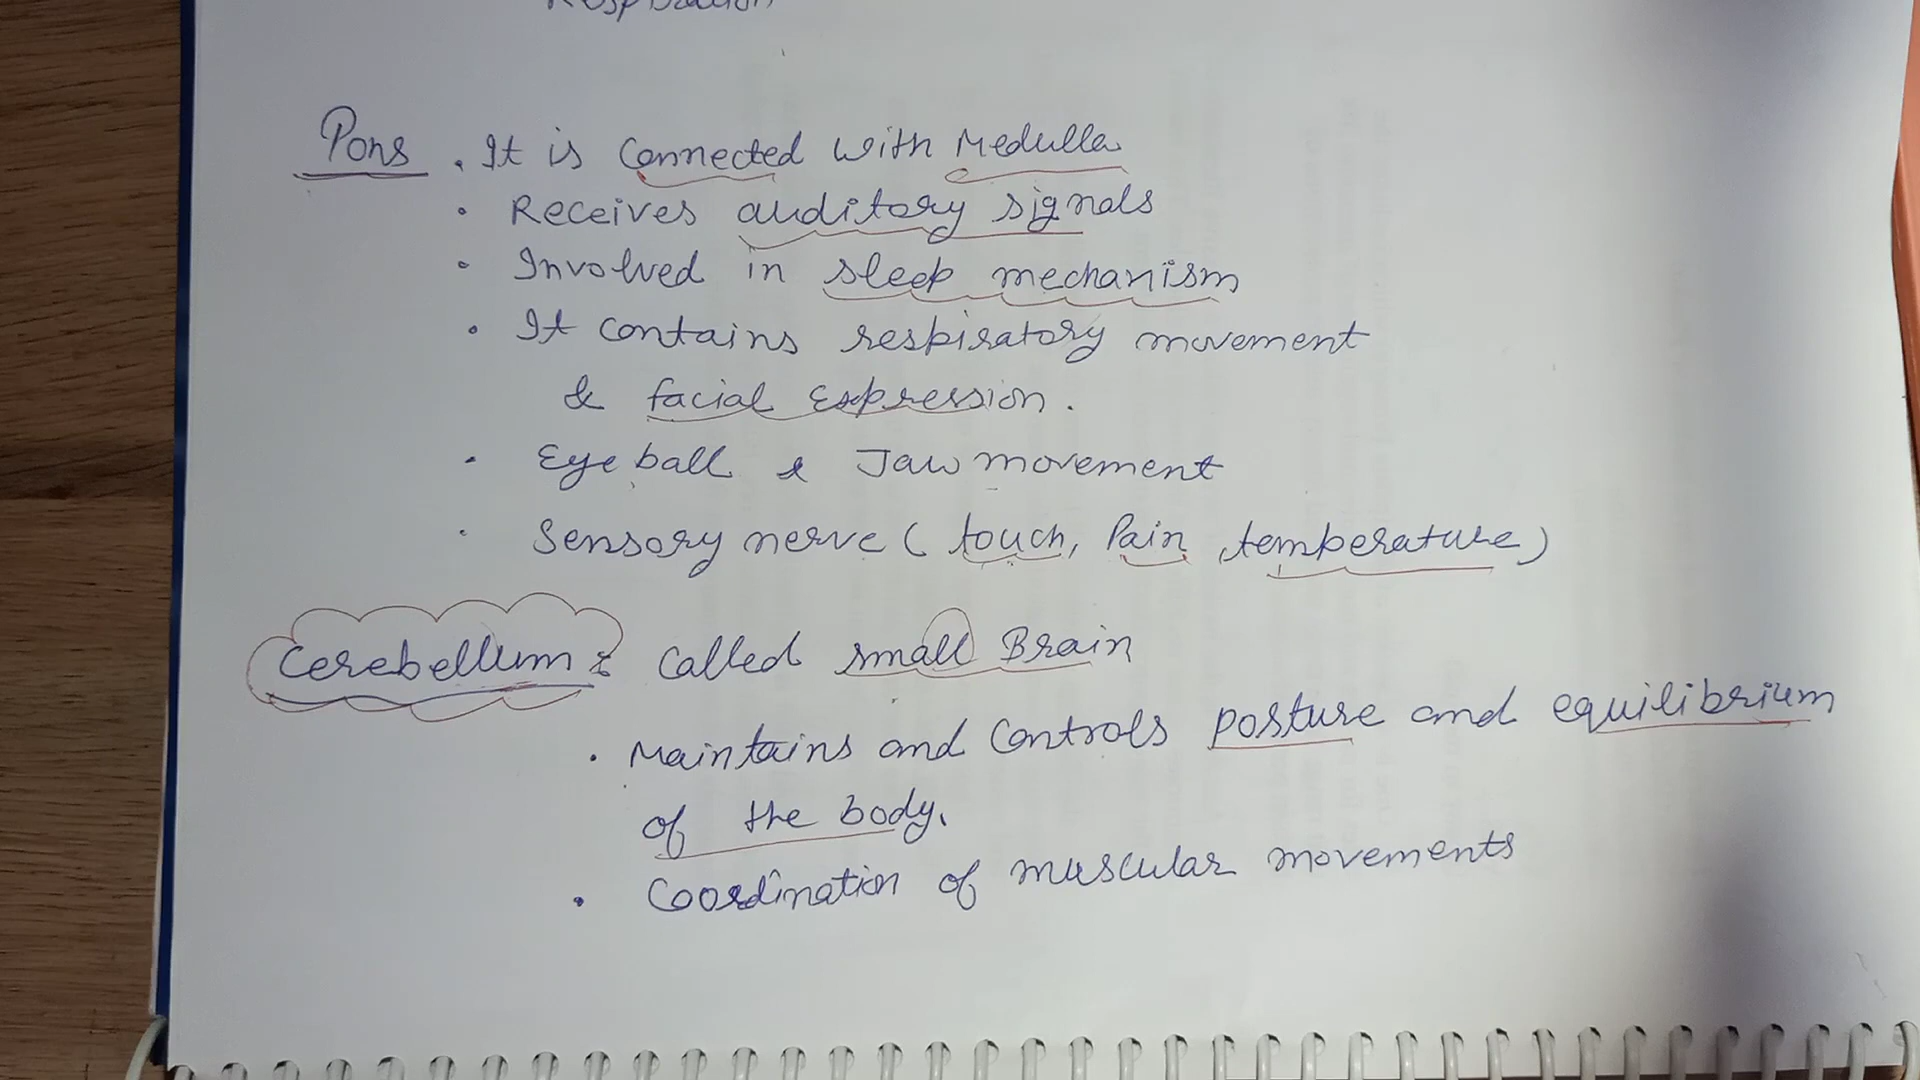 Respiration
Pons . It is connected with Medulla
• Receives auditory signals
• Involved in sleep mechanism
• It contains respiratory movement
& facial expression.
• Eye ball & Jaw movement
• Sensory nerve (touch, Pain, temperature)
Cerebellum: called small Brain
• Maintains and controls posture and equilibrium
of the body.
• Coordination of muscular movements